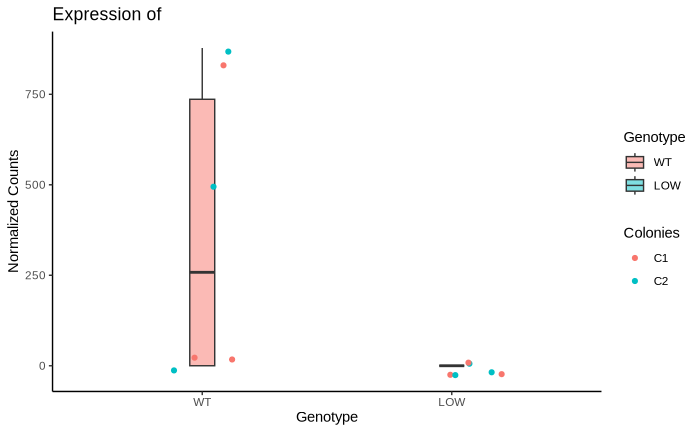 Expression of
Normalized Counts
750
500
250
0
WT
LOW
Genotype
Genotype
WT
LOW
Colonies
C1
C2